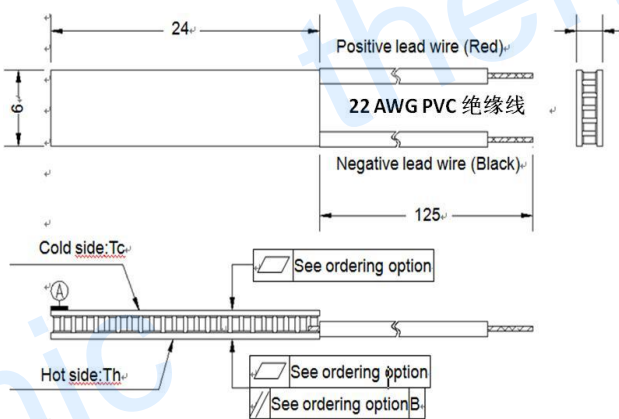 24
Positive lead wire (Red)
6
22 AWG PVC 绝缘线
Negative lead wire (Black)
125
Cold side:Tc
See ordering option
A
Hot side:Th
See ordering option
See ordering option B